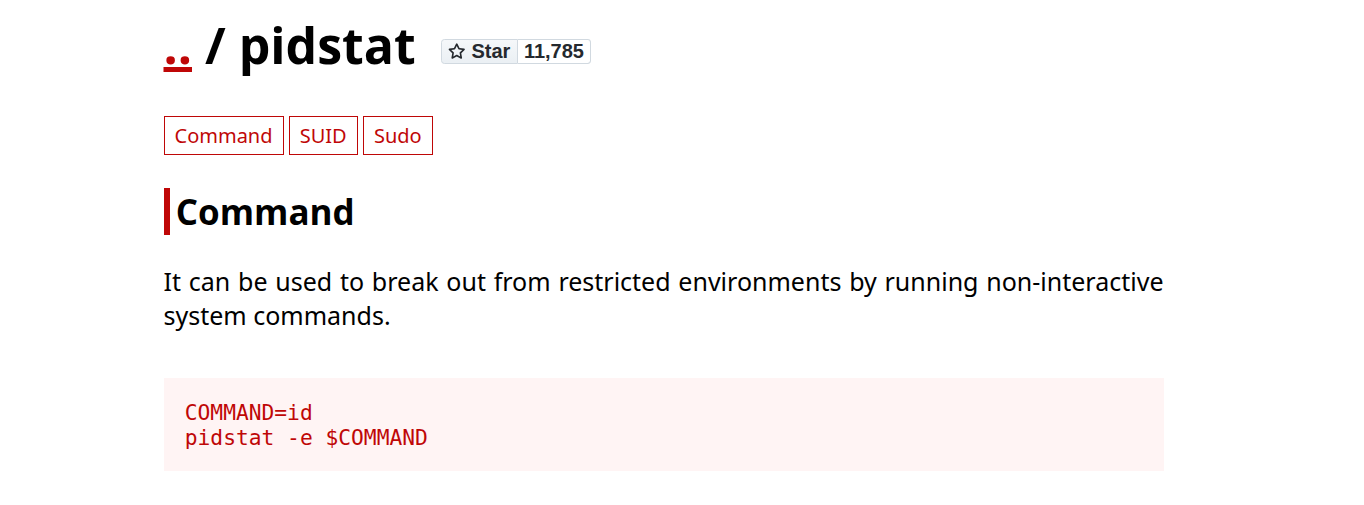 .. / pidstat Star 11,785
Command SUID Sudo
Command
It can be used to break out from restricted environments by running non-interactive
system commands.
COMMAND=id
pidstat -e $COMMAND